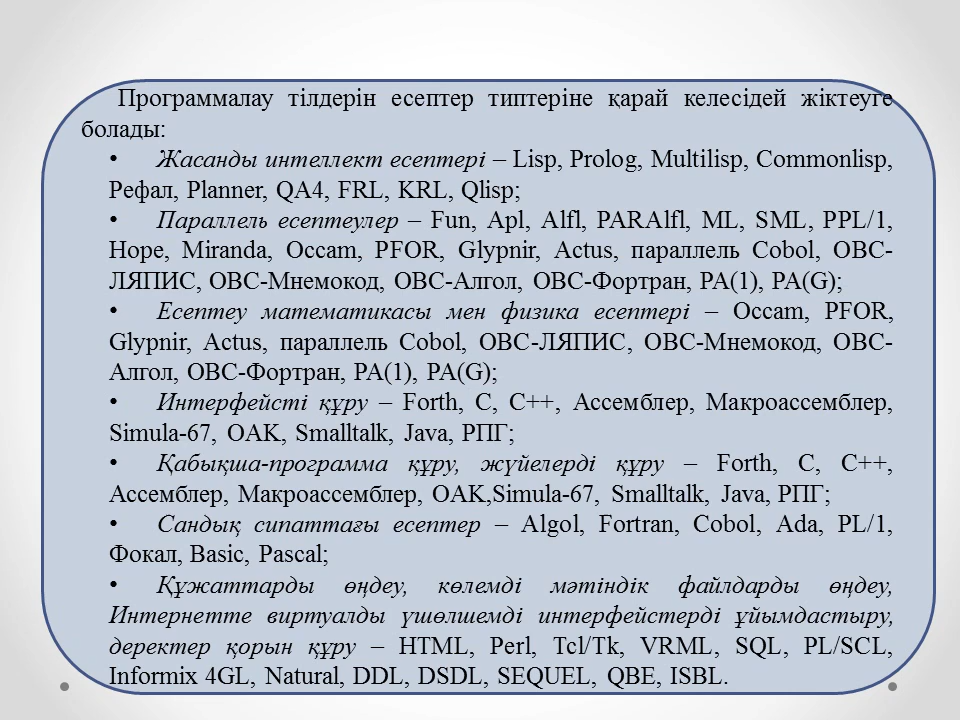 Программалау тілдерін есептер типтеріне қарай келесідей жіктеуге
болады:
• Жасанды интеллект есептері – Lisp, Prolog, Multilisp, Commonlisp,
Рефал, Planner, QA4, FRL, KRL, Qlisp;
• Параллель есептеулер – Fun, Apl, Alfl, PARAlfl, ML, SML, PPL/1,
Hope, Miranda, Occam, PFOR, Glypnir, Actus, параллель Cobol, ОВС-
ЛЯПИС, ОВС-Мнемокод, ОВС-Алгол, ОВС-Фортран, PA(1), PA(G);
• Есептеу математикасы мен физика есептері – Occam, PFOR,
Glypnir, Actus, параллель Cobol, ОВС-ЛЯПИС, ОВС-Мнемокод, ОВС-
Алгол, ОВС-Фортран, PA(1), PA(G);
• Интерфейсті құру – Forth, C, C++, Ассемблер, Макроассемблер,
Simula-67, OAK, Smalltalk, Java, РПГ;
• Қабықша-программа құру, жүйелерді құру – Forth, C, C++,
Ассемблер, Макроассемблер, OAK,Simula-67, Smalltalk, Java, РПГ;
• Сандық сипаттағы есептер – Algol, Fortran, Cobol, Ada, PL/1,
Фокал, Basic, Pascal;
• Құжаттарды өңдеу, көлемді мәтіндік файлдарды өңдеу,
Интернетте виртуалды үшөлшемді интерфейстерді ұйымдастыру,
деректер қорын құру – HTML, Perl, Tcl/Tk, VRML, SQL, PL/SCL,
Informix 4GL, Natural, DDL, DSDL, SEQUEL, QBE, ISBL.